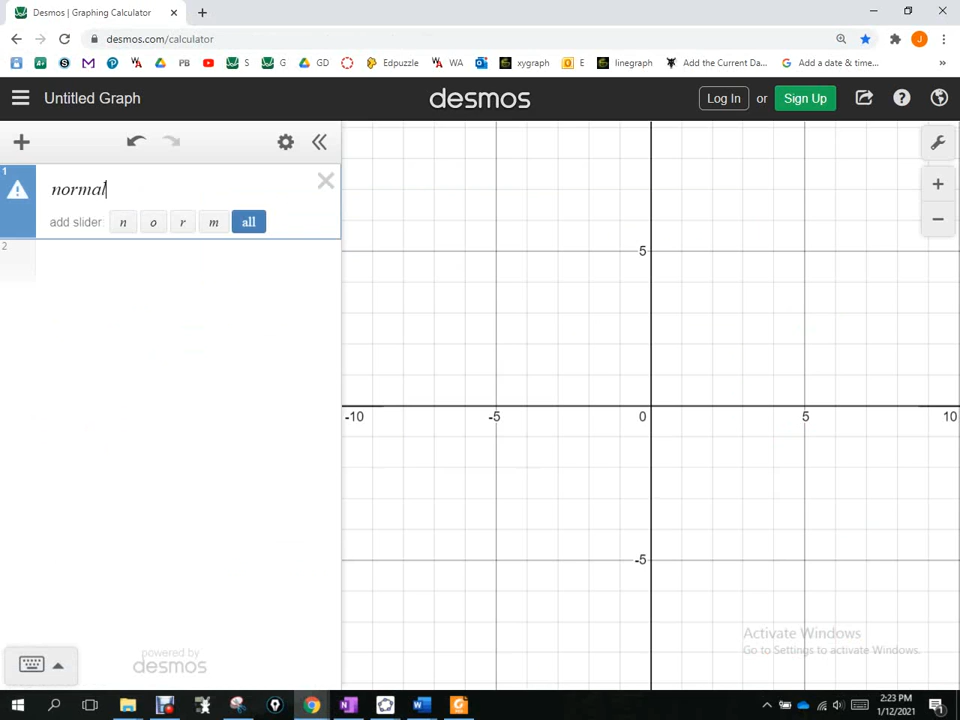 Desmos | Graphing Calculator
desmos.com/calculator
PB
S
G
GD
Edpuzzle
WA
xygraph
E
linegraph
Add the Current Da...
Add a date & time...
Untitled Graph
desmos
Log In
or
Sign Up
1
normal
add slider:
n
o
r
m
all
2
5
-10
-5
0
5
10
-5
powered by
desmos
Activate Windows
Go to Settings to activate Windows.
2:23 PM
1/12/2021
1